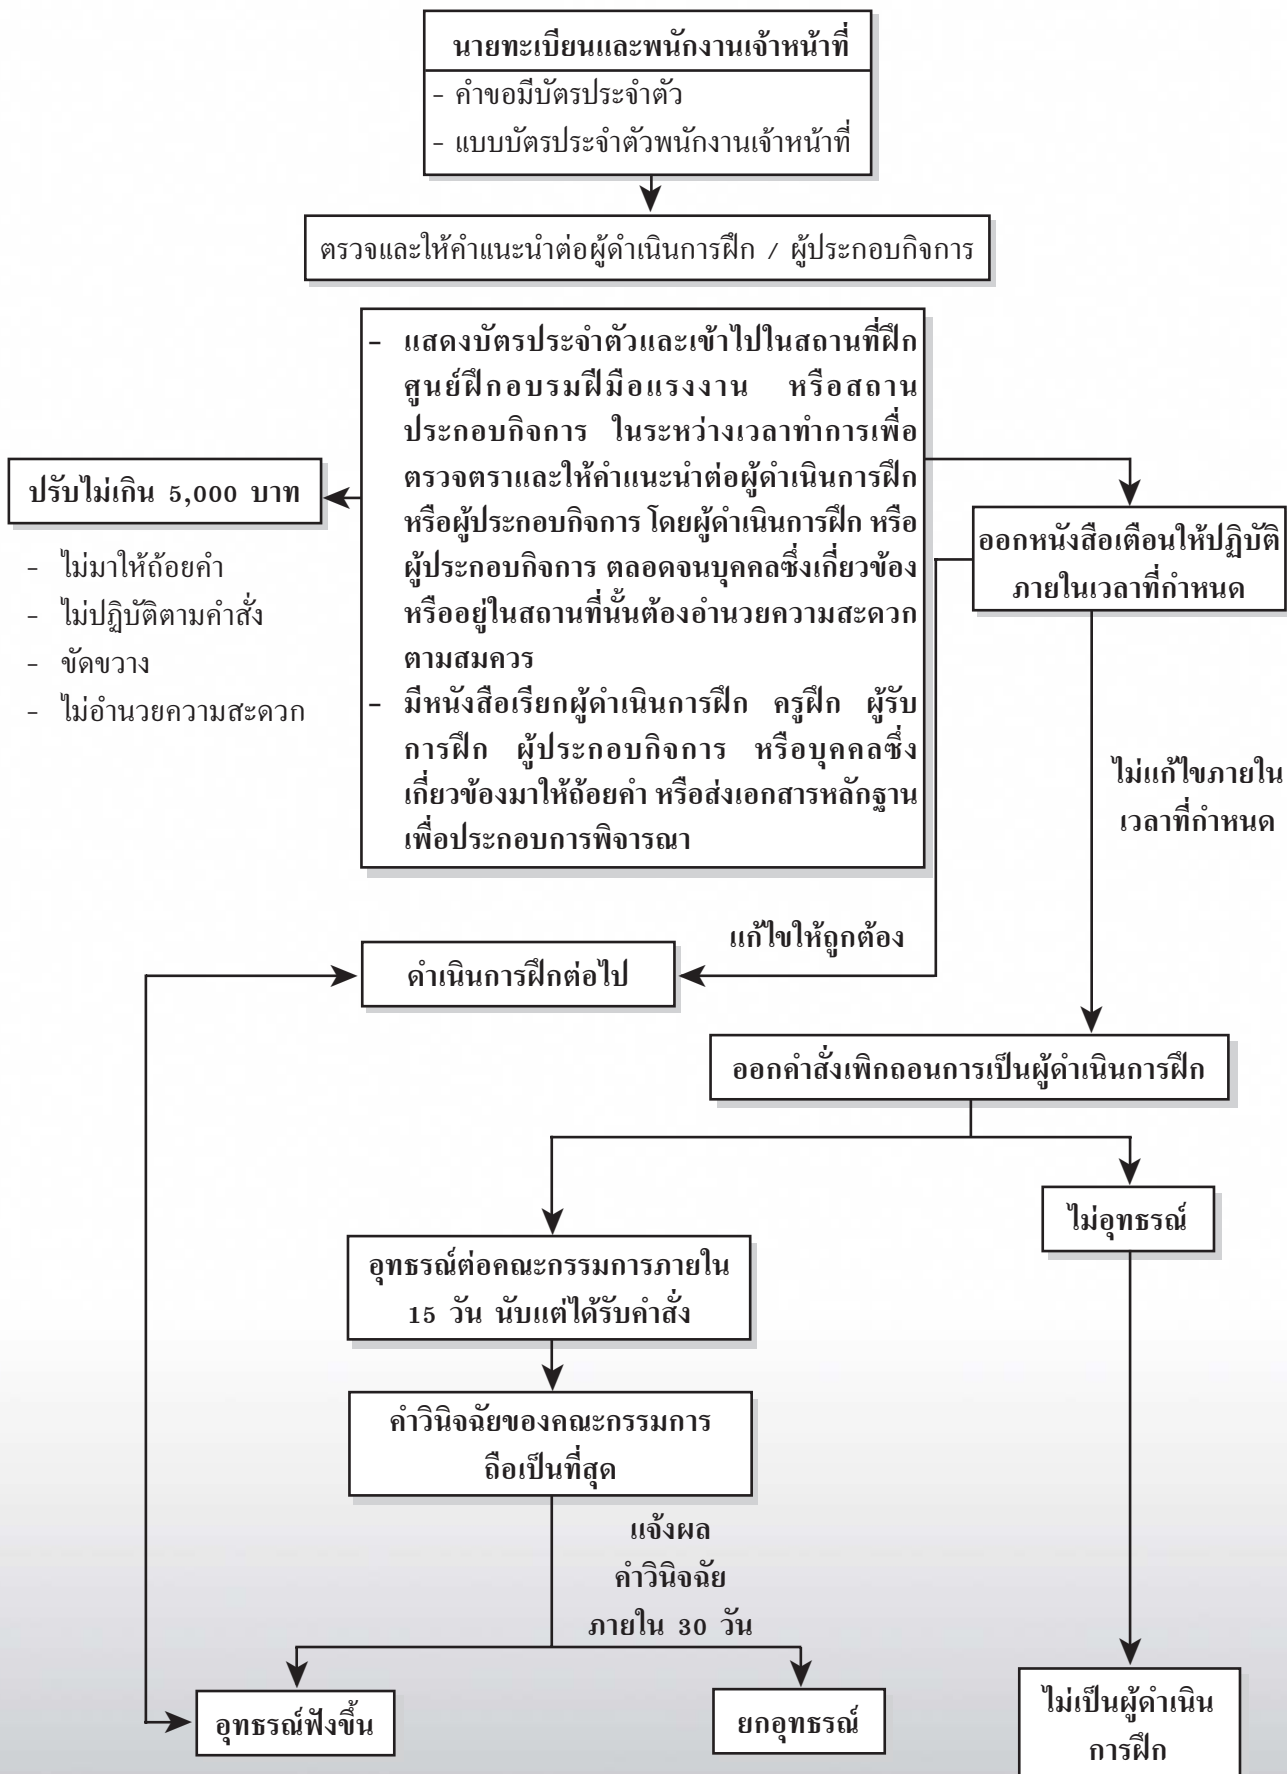 นายทะเบียนและพนักงานเจ้าหน้าที่
- คำขอมีบัตรประจำตัว
- แบบบัตรประจำตัวพนักงานเจ้าหน้าที่
ตรวจและให้คำแนะนำต่อผู้ดำเนินการฝึก / ผู้ประกอบกิจการ
- แสดงบัตรประจำตัวและเข้าไปในสถานที่ฝึก
ศูนย์ฝึกอบรมฝีมือแรงงาน หรือสถาน
ประกอบกิจการ ในระหว่างเวลาทำการเพื่อ
ตรวจตราและให้คำแนะนำต่อผู้ดำเนินการฝึก
หรือผู้ประกอบกิจการ โดยผู้ดำเนินการฝึก หรือ
ผู้ประกอบกิจการ ตลอดจนบุคคลซึ่งเกี่ยวข้อง
หรืออยู่ในสถานที่นั้นต้องอำนวยความสะดวก
ตามสมควร
- มีหนังสือเรียกผู้ดำเนินการฝึก ครูฝึก ผู้รับ
การฝึก ผู้ประกอบกิจการ หรือบุคคลซึ่ง
เกี่ยวข้องมาให้ถ้อยคำ หรือส่งเอกสารหลักฐาน
เพื่อประกอบการพิจารณา
ปรับไม่เกิน 5,000 บาท
- ไม่มาให้ถ้อยคำ
- ไม่ปฏิบัติตามคำสั่ง
- ขัดขวาง
- ไม่อำนวยความสะดวก
ออกหนังสือเตือนให้ปฏิบัติ
ภายในเวลาที่กำหนด
ไม่แก้ไขภายใน
เวลาที่กำหนด
แก้ไขให้ถูกต้อง
ดำเนินการฝึกต่อไป
ออกคำสั่งเพิกถอนการเป็นผู้ดำเนินการฝึก
ไม่อุทธรณ์
อุทธรณ์ต่อคณะกรรมการภายใน
15 วัน นับแต่ได้รับคำสั่ง
คำวินิจฉัยของคณะกรรมการ
ถือเป็นที่สุด
แจ้งผล
คำวินิจฉัย
ภายใน 30 วัน
อุทธรณ์ฟังขึ้น
ยกอุทธรณ์
ไม่เป็นผู้ดำเนิน
การฝึก